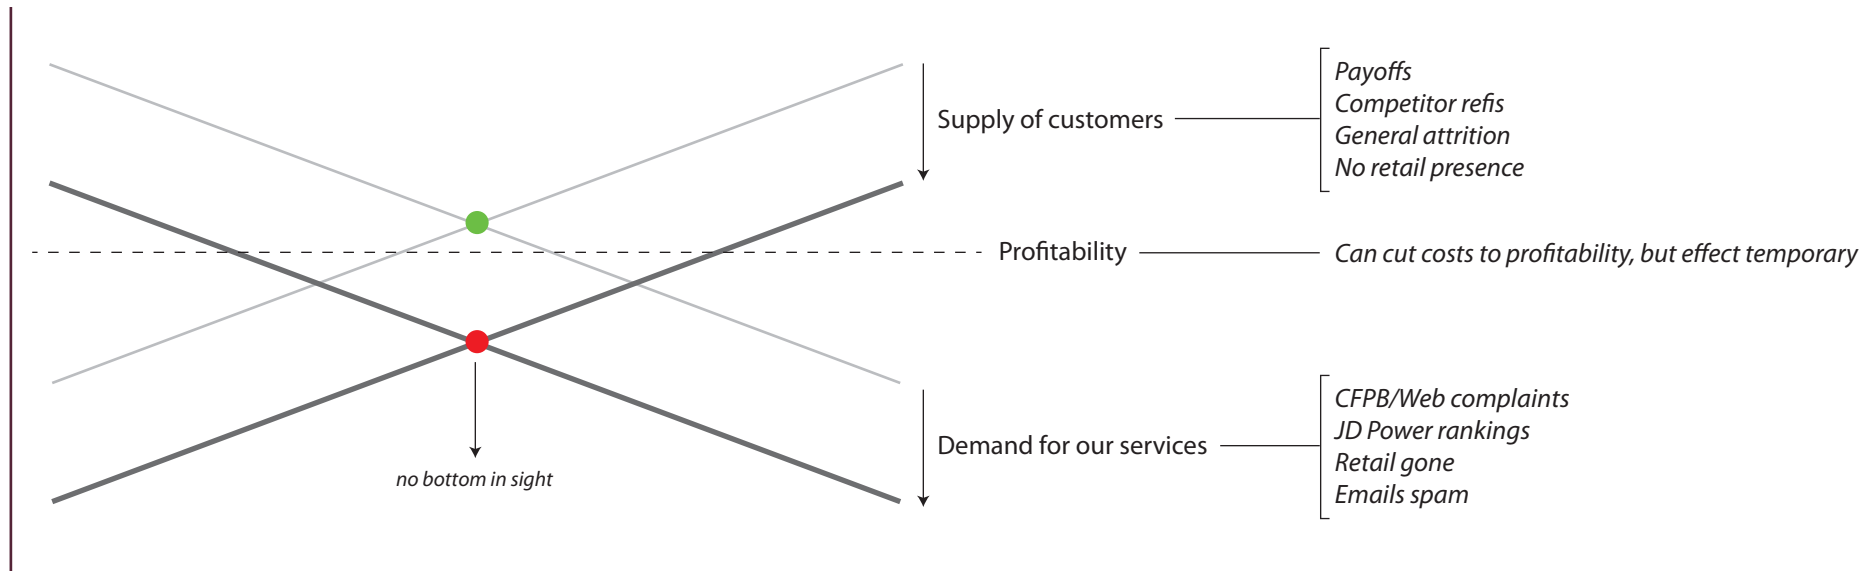 Supply of customers
Payoffs
Competitor refis
General attrition
No retail presence
Profitability
Can cut costs to profitability, but effect temporary
Demand for our services
CFPB/Web complaints
JD Power rankings
Retail gone
Emails spam
no bottom in sight